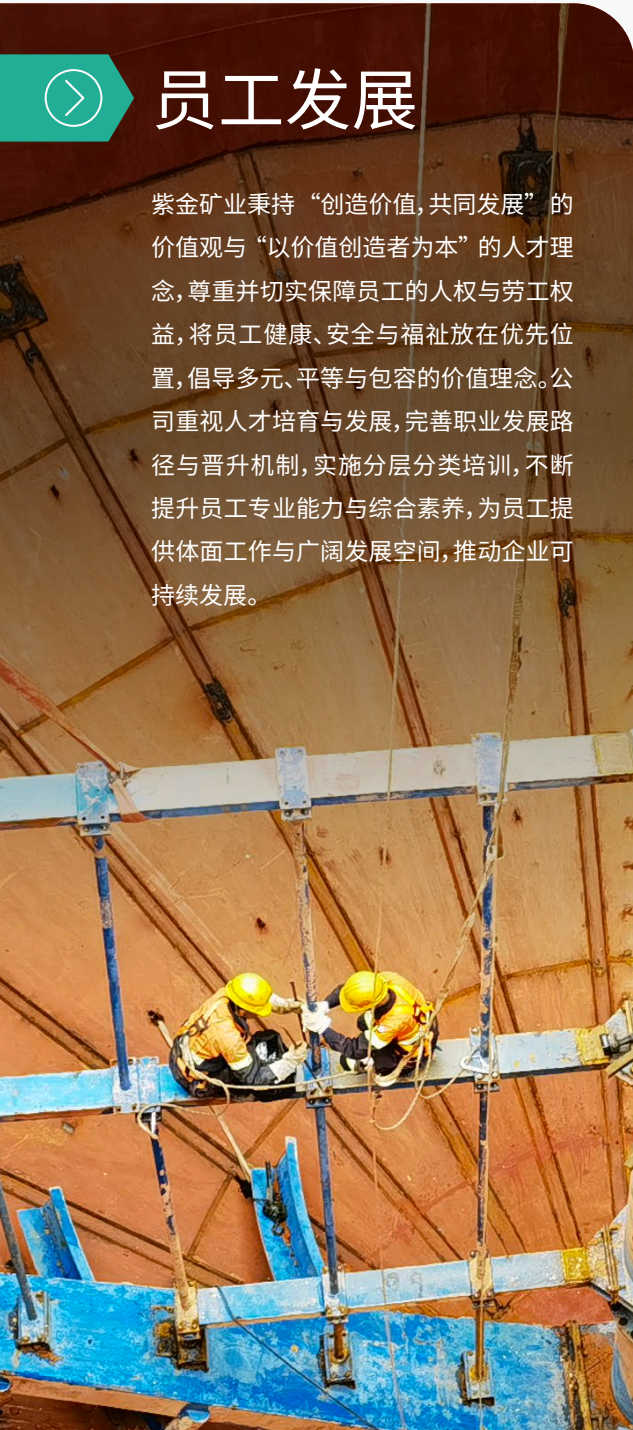 员工发展
紫金矿业秉持“创造价值，共同发展”的
价值观与“以价值创造者为本”的人才理
念，尊重并切实保障员工的人权与劳工权
益，将员工健康、安全与福祉放在优先位
置，倡导多元、平等与包容的价值理念。公
司重视人才培育与发展，完善职业发展路
径与晋升机制，实施分层分类培训，不断
提升员工专业能力与综合素养，为员工提
供体面工作与广阔发展空间，推动企业可
持续发展。